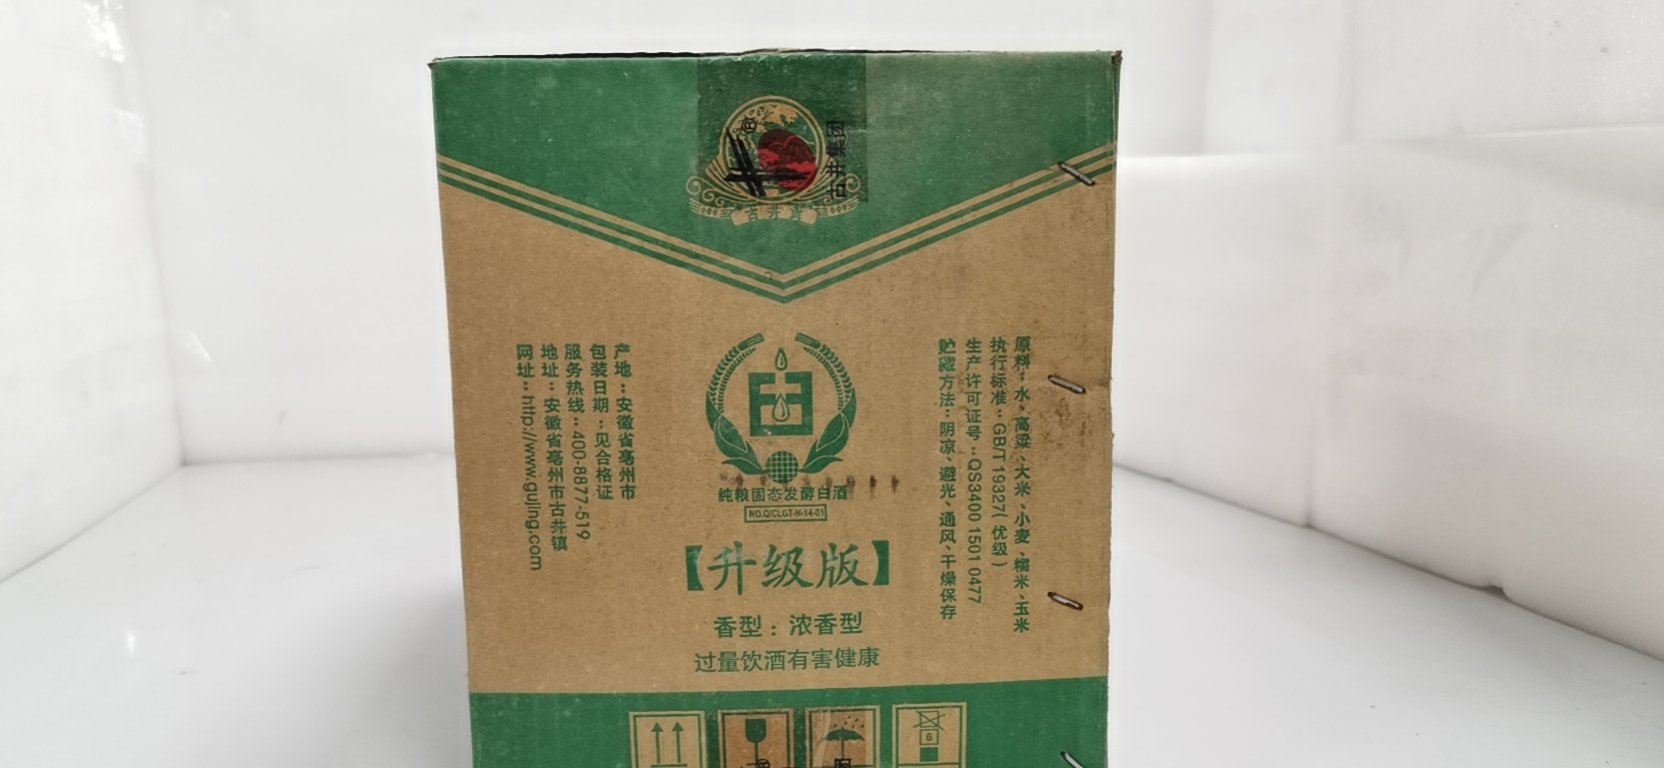 古井集团
古井贡
原料：水、高粱、大米、小麦、糯米、玉米
执行标准：GB/T 19327（优级）
生产许可证号：QS3400 1501 0477
贮藏方法：阴凉、避光、通风、干燥保存
纯粮固态发酵白酒
NO.Q/CLGT-N-14-01
【升级版】
香型：浓香型
过量饮酒有害健康
产地：安徽省亳州市
包装日期：见合格证
服务热线：400-8877-519
地址：安徽省亳州市古井镇
网址：http://www.gujing.com
6